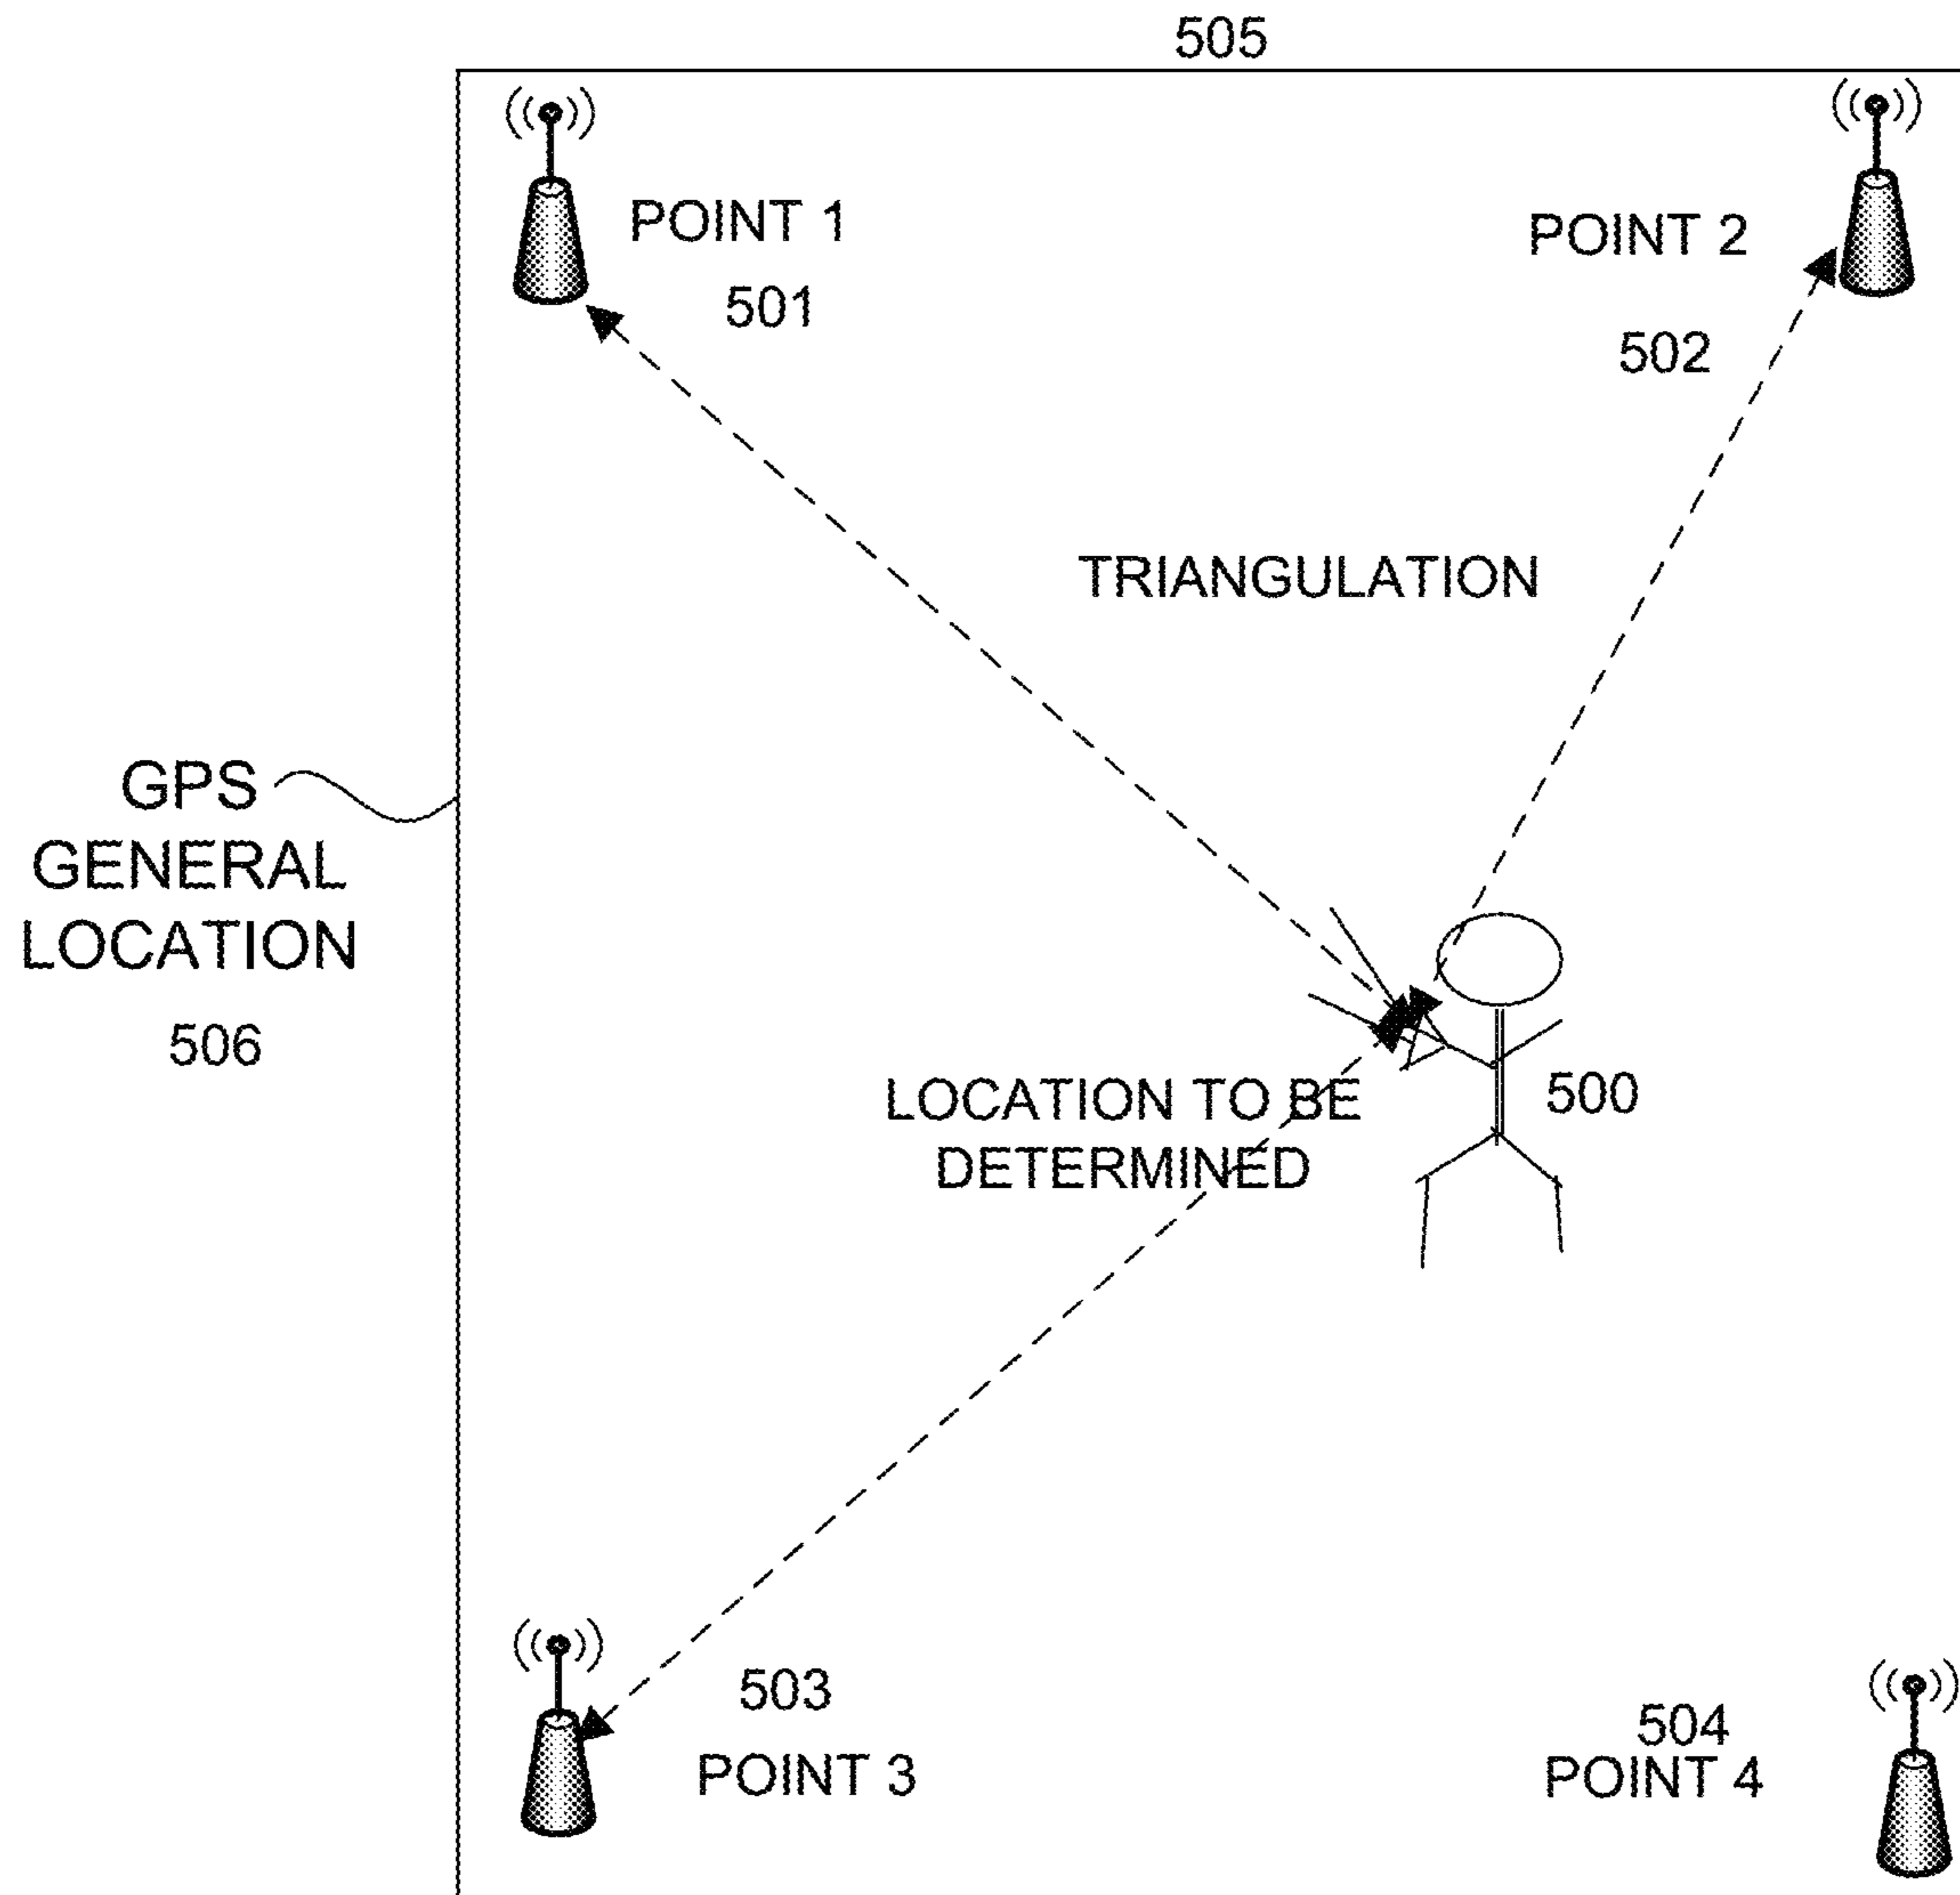 505
POINT 1
501
POINT 2
502
TRIANGULATION
GPS
GENERAL
LOCATION
506
LOCATION TO BE
DETERMINED
500
503
POINT 3
504
POINT 4